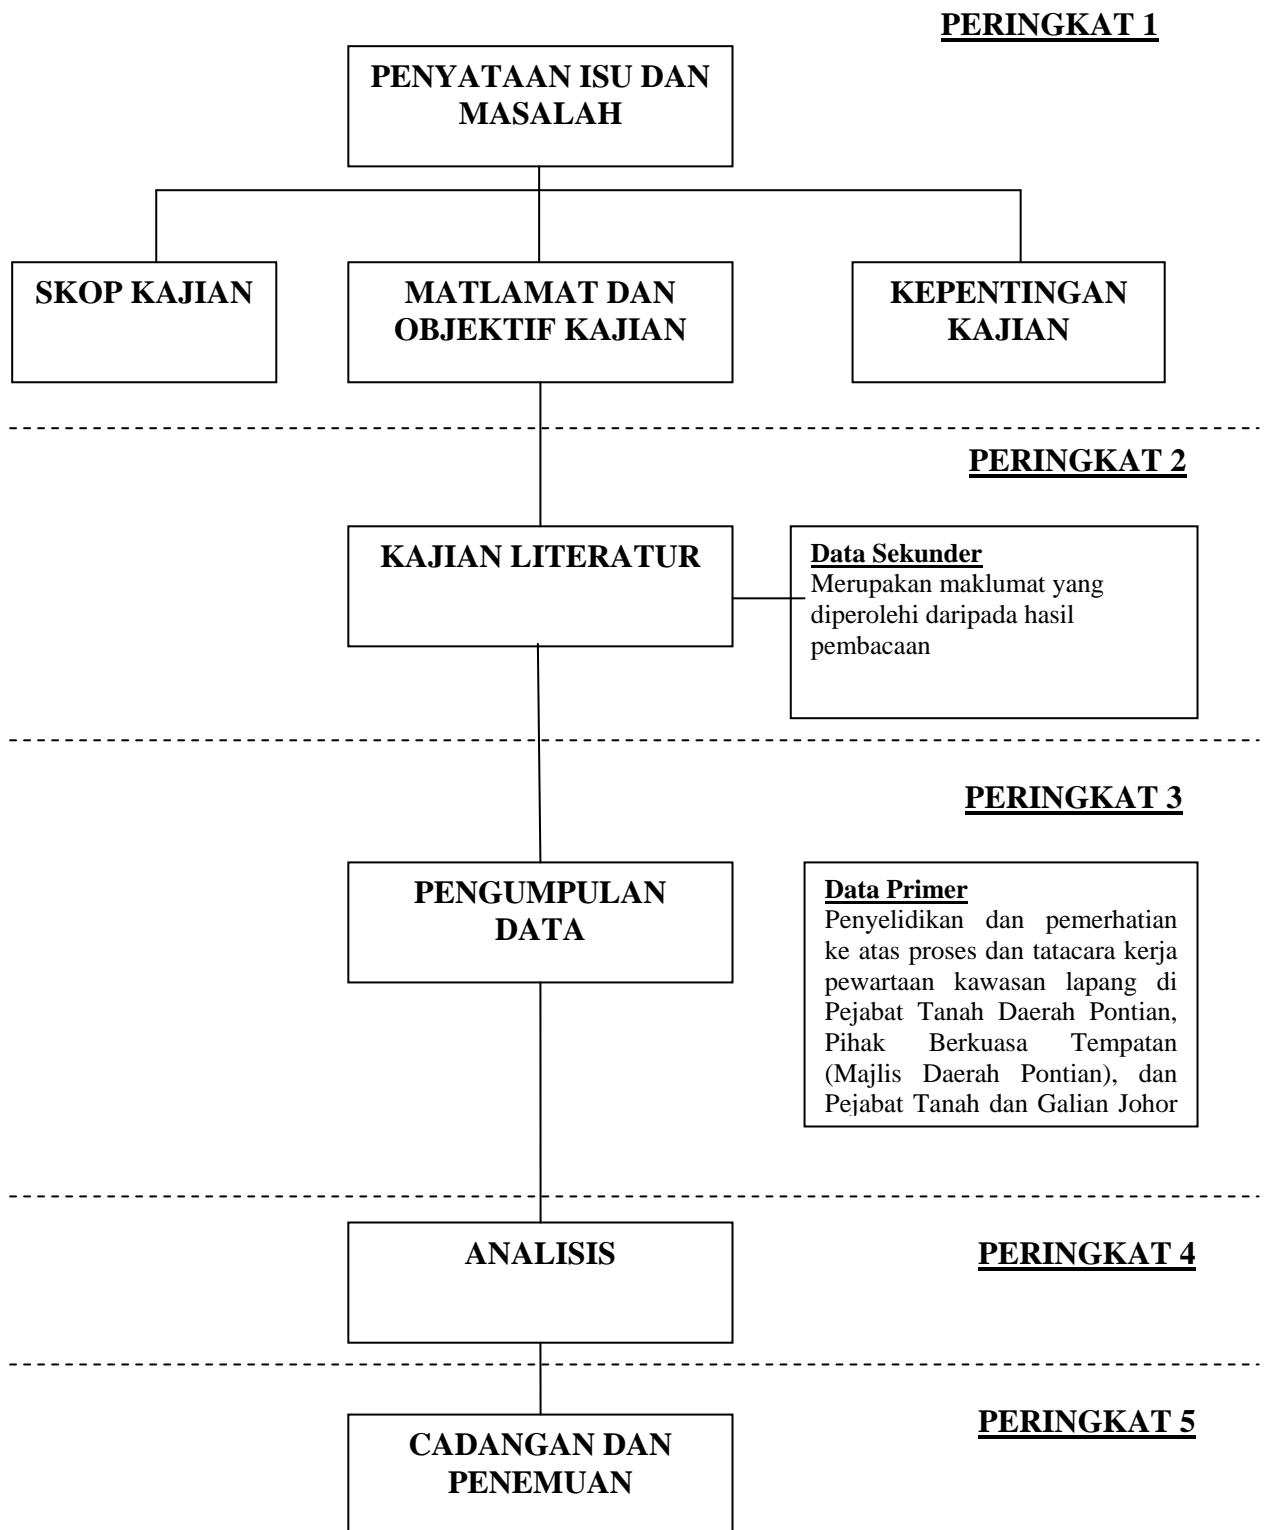 PERINGKAT 1
PENYATAAN ISU DAN
MASALAH
SKOP KAJIAN
MATLAMAT DAN
OBJEKTIF KAJIAN
KEPENTINGAN
KAJIAN
PERINGKAT 2
KAJIAN LITERATUR
Data Sekunder
Merupakan maklumat yang
diperolehi daripada hasil
pembacaan
PERINGKAT 3
PENGUMPULAN
DATA
Data Primer
Penyelidikan dan pemerhatian
ke atas proses dan tatacara kerja
pewartaan kawasan lapang di
Pejabat Tanah Daerah Pontian,
Pihak Berkuasa Tempatan
(Majlis Daerah Pontian), dan
Pejabat Tanah dan Galian Johor
ANALISIS
PERINGKAT 4
PERINGKAT 5
CADANGAN DAN
PENEMUAN